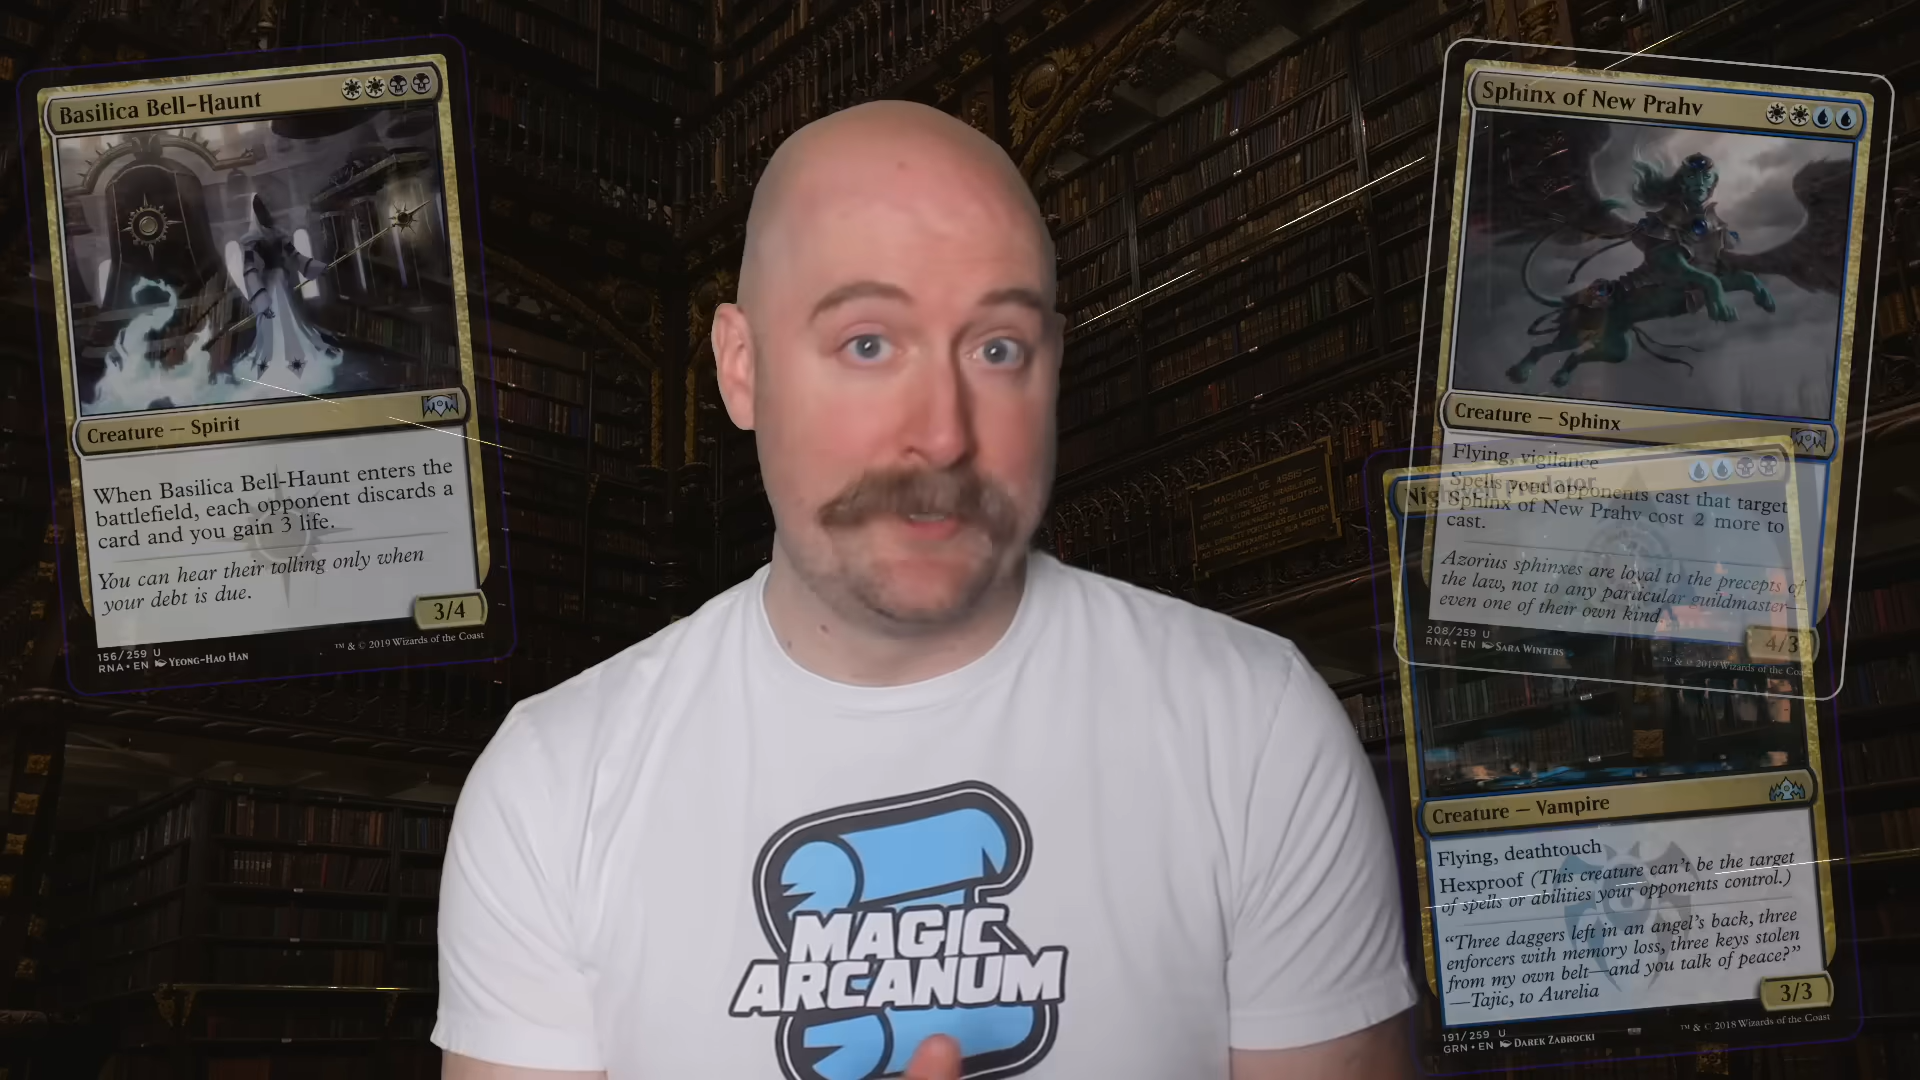 Basilica Bell-Haunt
Creature — Spirit
When Basilica Bell-Haunt enters the
battlefield, each opponent discards a
card and you gain 3 life.
You can hear their tolling only when
your debt is due.
3/4
156/259 U
RNA • EN Yeong-Hao Han
™ & © 2019 Wizards of the Coast
MAGIC
ARCANUM
Sphinx of New Prahv
Creature — Sphinx
Flying, vigilance
Spells your opponents cast that target
Sphinx of New Prahv cost 2 more to
cast.
Azorius sphinxes are loyal to the precepts of
the law, not to any particular guildmaster—
even one of their own kind.
4/3
208/259 U
RNA • EN Sara Winters
™ & © 2019 Wizards of the
Predator
Creature — Vampire
Flying, deathtouch
Hexproof (This creature can't be the target
of spells or abilities your opponents control.)
“Three daggers left in an angel's back, three
enforcers with memory loss, three keys stolen
from my own belt—and you talk of peace?”
—Tajic, to Aurelia
3/3
191/259 U
GRN • EN Darek Zabrocki
™ & © 2018 Wizards of the Coast